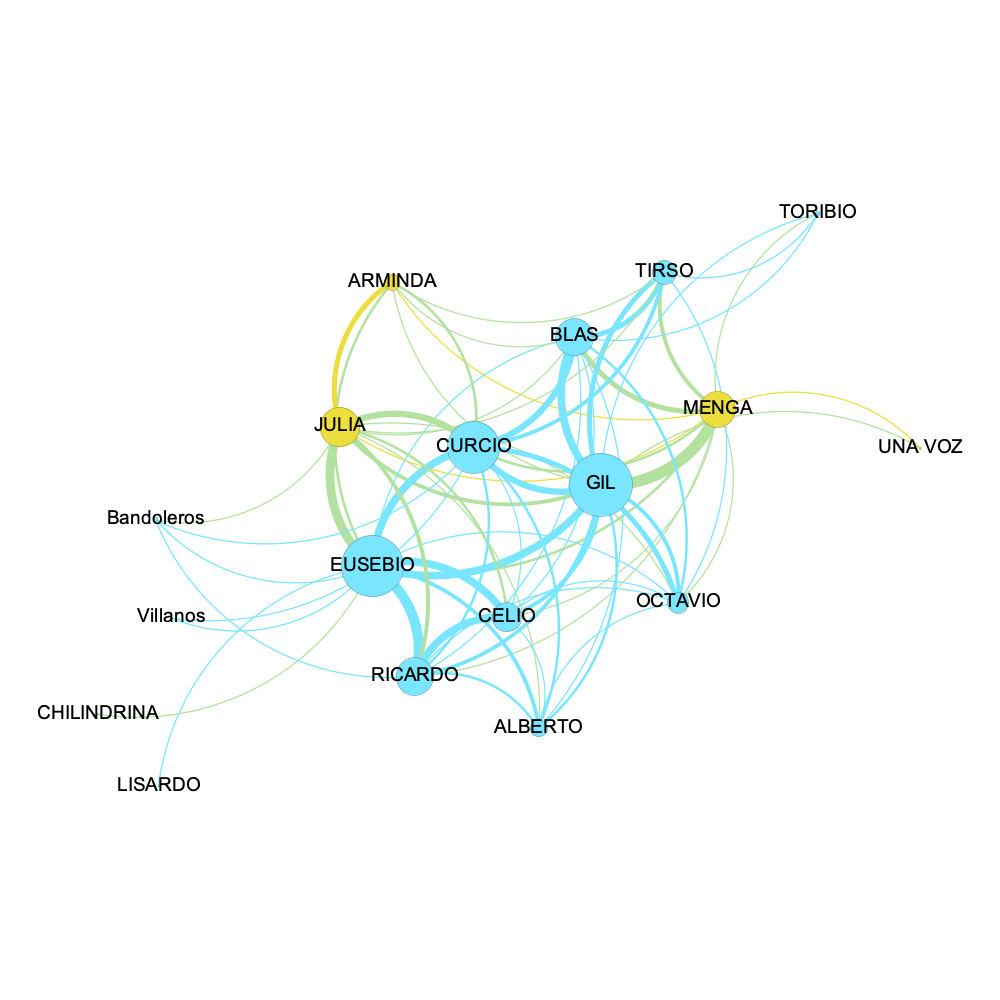 TORIBIO
TIRSO
ARMINDA
BLAS
MENGA
JULIA
CURCIO
UNA VOZ
GIL
Bandoleros
EUSEBIO
OCTAVIO
Villanos
CELIO
RICARDO
CHILINDRINA
ALBERTO
LISARDO